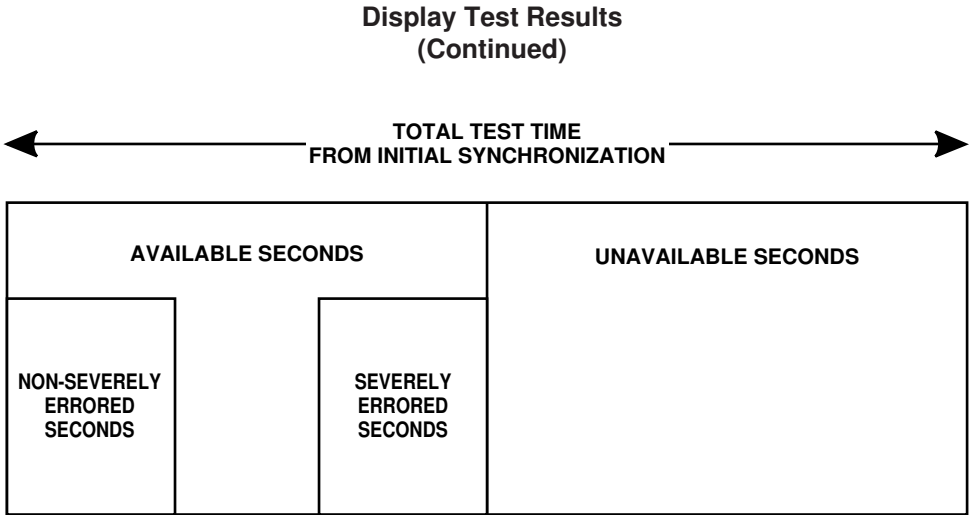 Display Test Results
(Continued)
TOTAL TEST TIME
FROM INITIAL SYNCHRONIZATION
AVAILABLE SECONDS
UNAVAILABLE SECONDS
NON-SEVERELY
ERRORED
SECONDS
SEVERELY
ERRORED
SECONDS